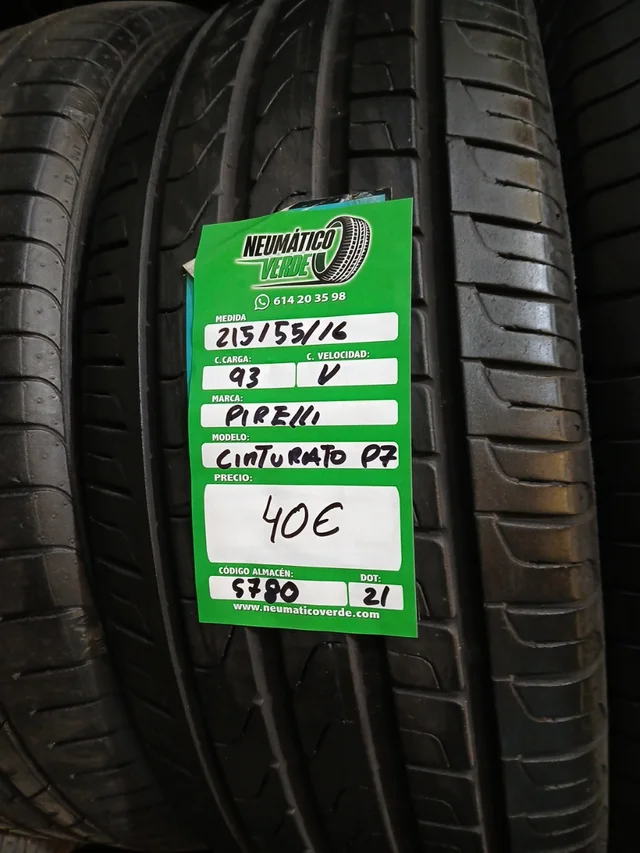 NEUMÁTICO
VERDE
614 20 35 98
MEDIDA
215/55/16
C.CARGA: C. VELOCIDAD:
93 V
MARCA:
PIRElli
MODELO:
CINTURATO P7
PRECIO:
40€
CÓDIGO ALMACÉN: DOT:
5780 21
www.neumaticoverde.com